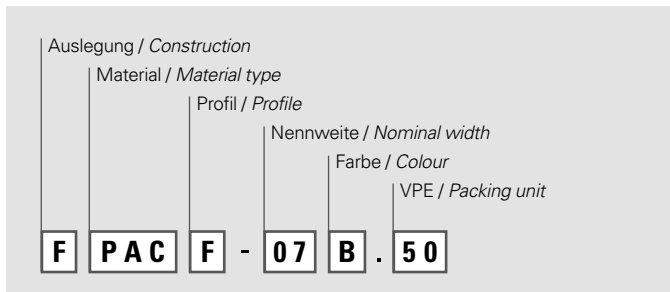 Auslegung / Construction
Material / Material type
Profil / Profile
Nennweite / Nominal width
Farbe / Colour
VPE / Packing unit
F PAC F - 07 B . 50